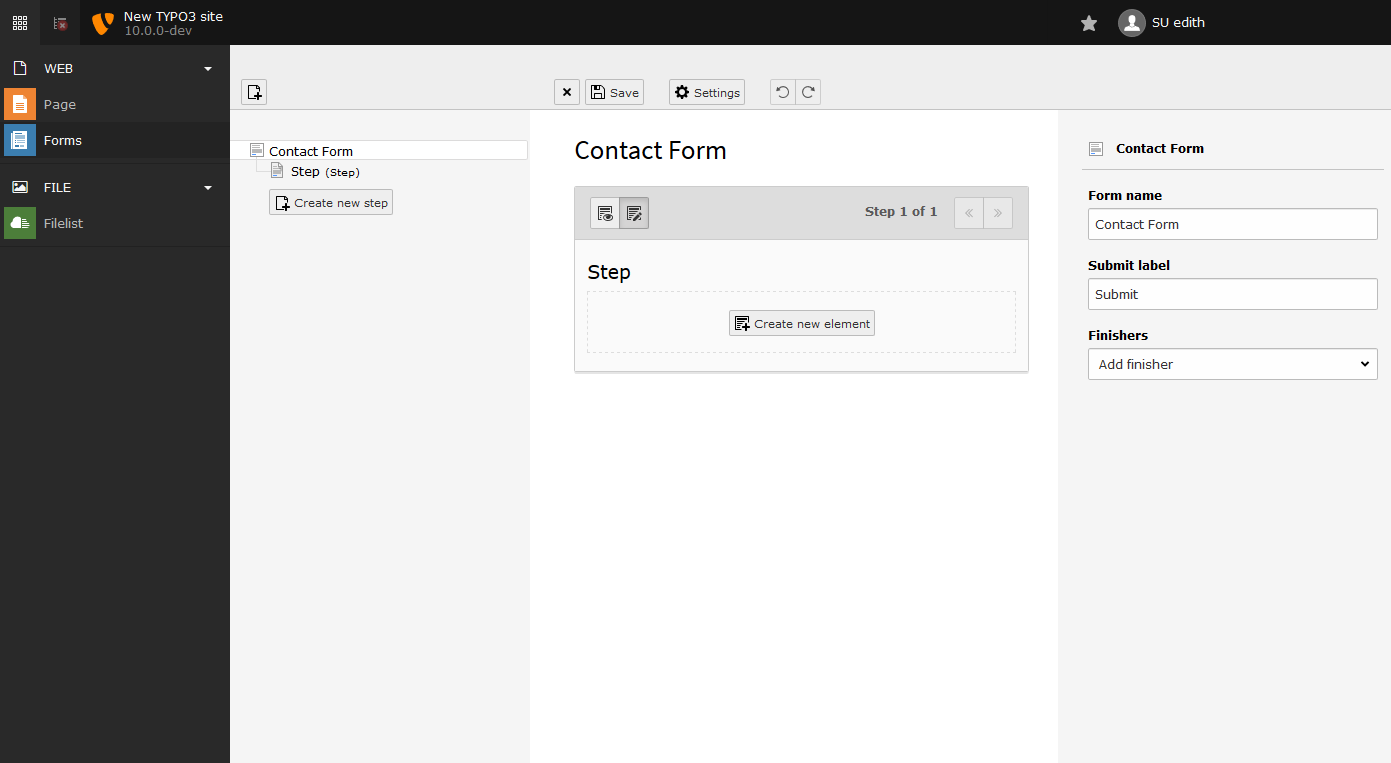 New TYPO3 site
10.0.0-dev
SU edith
WEB
Page
Forms
FILE
Filelist
Save
Settings
Contact Form
Step (Step)
Create new step
Contact Form
Step 1 of 1
Step
Create new element
Contact Form
Form name
Contact Form
Submit label
Submit
Finishers
Add finisher